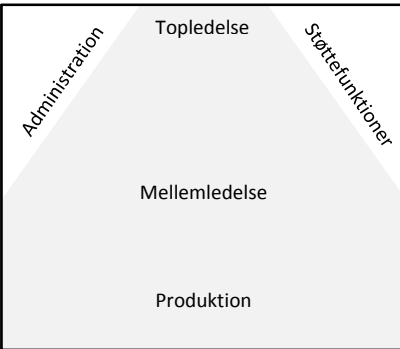 Topledelse
Administration
Støttefunktioner
Mellemledelse
Produktion